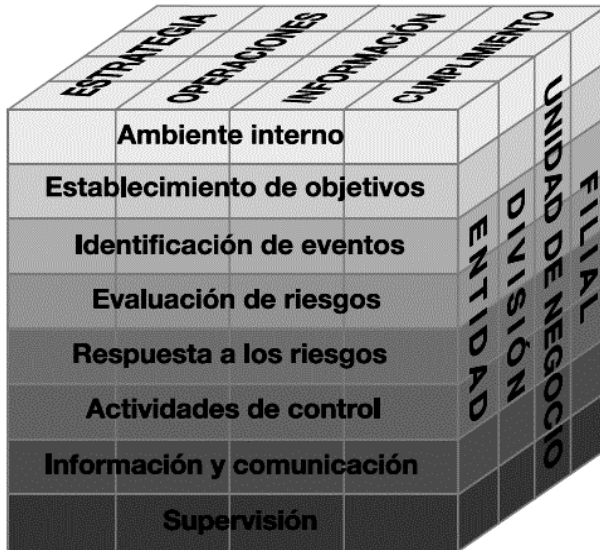 ESTRATEGIA
OPERACIONES
INFORMACIÓN
CUMPLIMIENTO
Ambiente interno
Establecimiento de objetivos
Identificación de eventos
Evaluación de riesgos
Respuesta a los riesgos
Actividades de control
Información y comunicación
Supervisión
ENTIDAD
DIVISIÓN
UNIDAD DE NEGOCIO
FILIAL